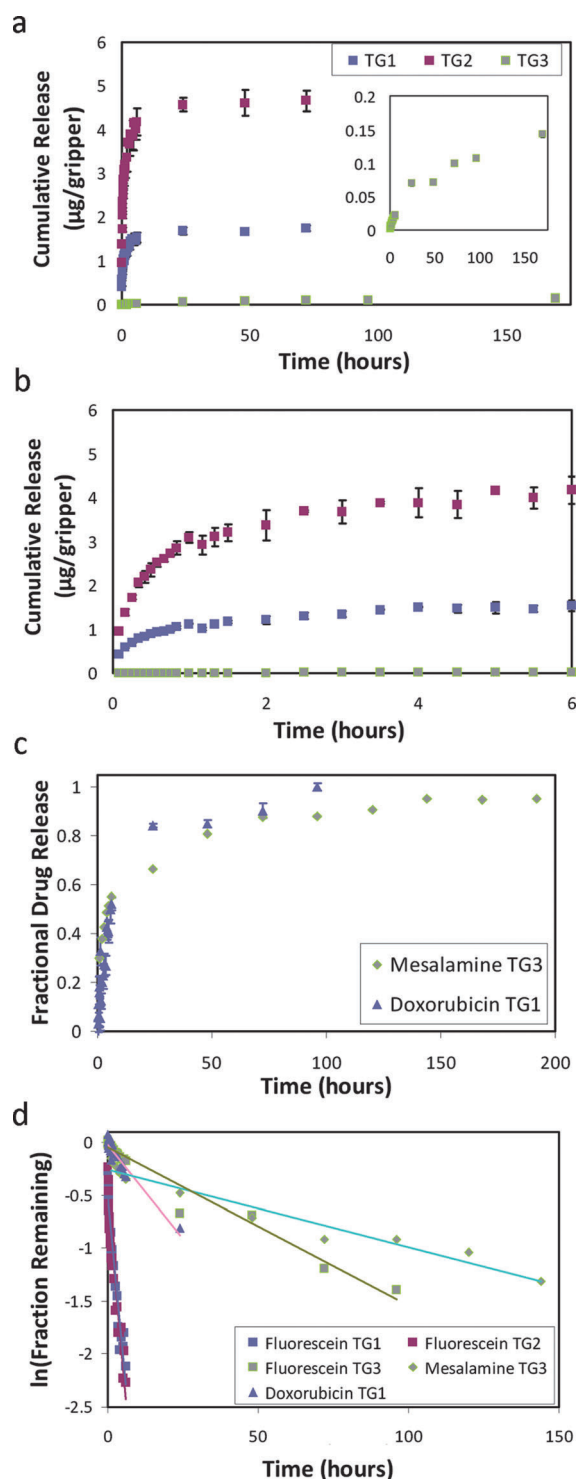 a
TG1 TG2 TG3
Cumulative Release
(µg/gripper)
6
5
4
3
2
1
0
0.2
0.15
0.1
0.05
0
0 50 100 150
0 50 100 150
Time (hours)
b
Cumulative Release
(µg/gripper)
6
5
4
3
2
1
0
0 2 4 6
Time (hours)
c
Fractional Drug Release
1
0.8
0.6
0.4
0.2
0
Mesalamine TG3
Doxorubicin TG1
0 50 100 150 200
Time (hours)
d
ln(Fraction Remaining)
0
-0.5
-1
-1.5
-2
-2.5
Fluorescein TG1 Fluorescein TG2
Fluorescein TG3 Mesalamine TG3
Doxorubicin TG1
0 50 100 150
Time (hours)